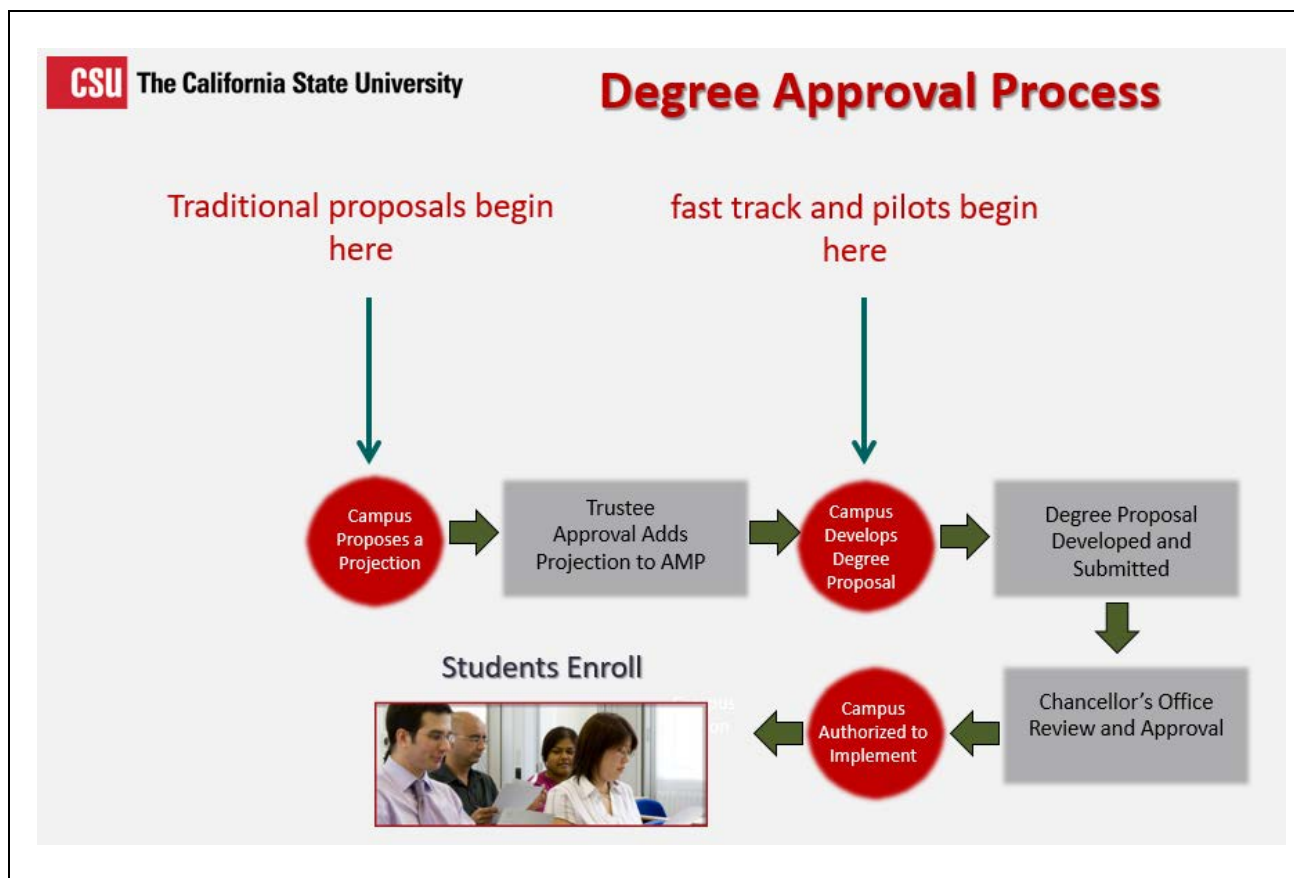 CSU The California State University
Degree Approval Process
Traditional proposals begin
here
fast track and pilots begin
here
Campus
Proposes a
Projection
Trustee
Approval Adds
Projection to AMP
Campus
Develops
Degree
Proposal
Degree Proposal
Developed and
Submitted
Chancellor's Office
Review and Approval
Campus
Authorized to
Implement
Students Enroll